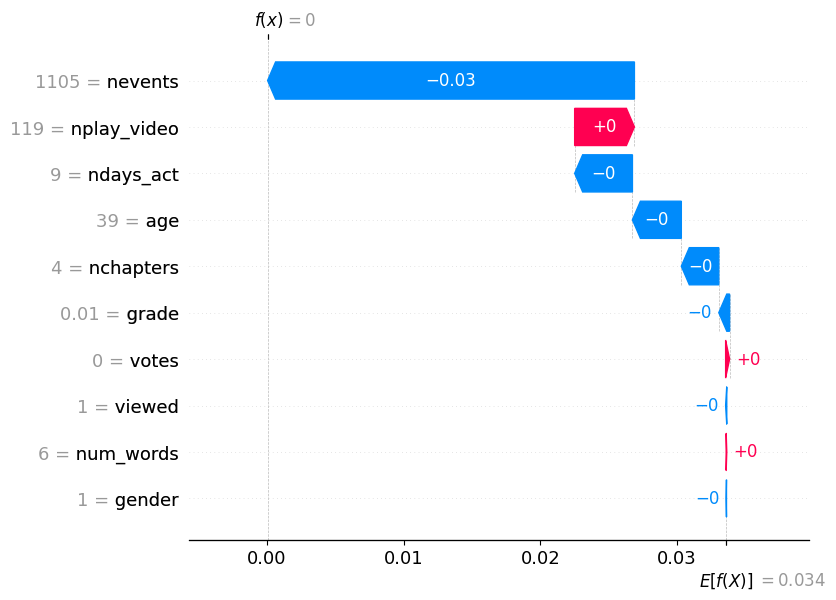 f(x) = 0
1105 = nevents
−0.03
119 = nplay_video
+0
9 = ndays_act
−0
39 = age
−0
4 = nchapters
−0
0.01 = grade
−0
0 = votes
+0
1 = viewed
−0
6 = num_words
+0
1 = gender
−0
0.00 0.01 0.02 0.03
E[f(X)] = 0.034